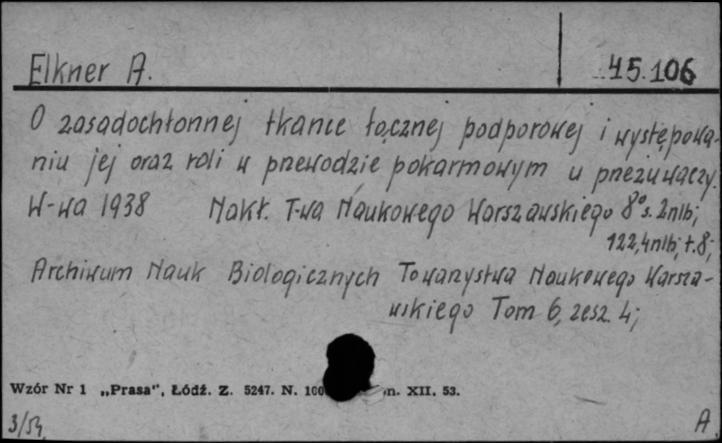 Elkner A.
45.106
O zasadochłonnej tkance łącznej podporowej i występowa-
niu jej oraz roli w przewodzie pokarmowym u przeżuwaczy.
W-wa 1938 Nakł. T-wa Naukowego Warszawskiego 8° s. 2nlb;
122,4nlb; t.8;
Archiwum Nauk Biologicznych Towarzystwa Naukowego Warsza-
wskiego Tom 6, zesz. 4;
Wzór Nr 1 „Prasa", Łódź. Z. 5247. N. 100 n. XII. 53.
3/54
A.